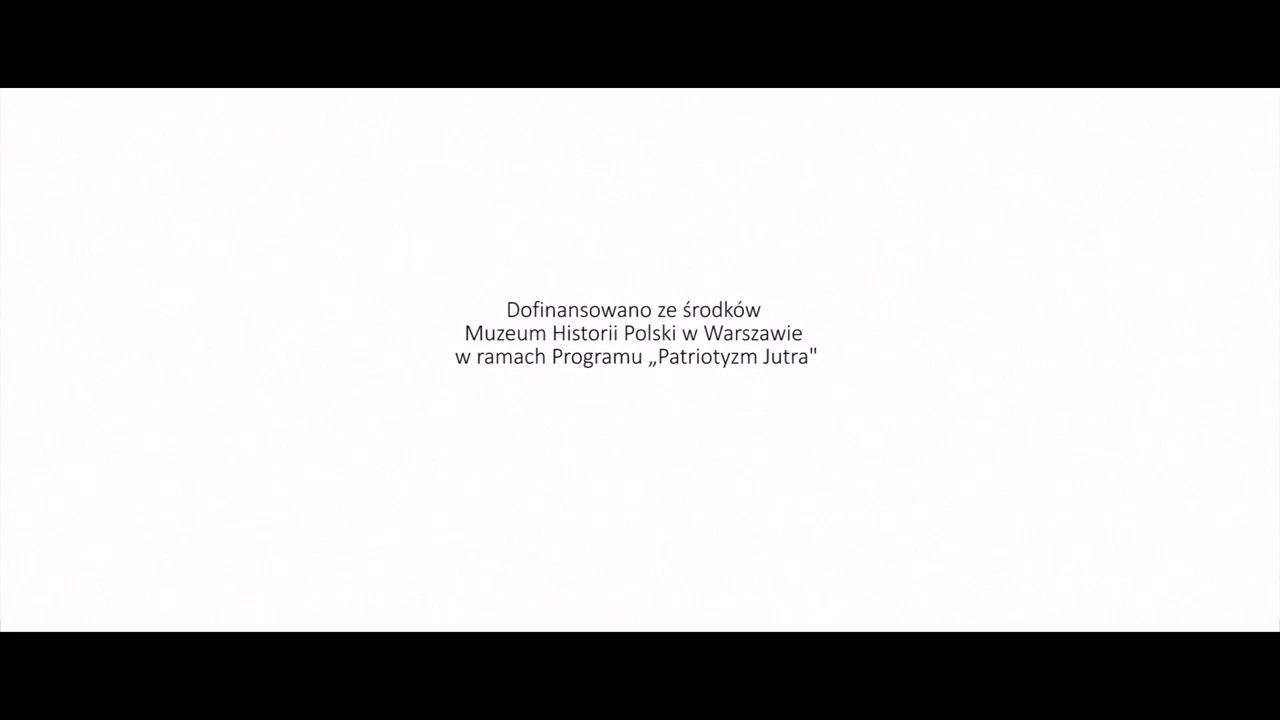 Dofinansowano ze środków
Muzeum Historii Polski w Warszawie
w ramach Programu „Patriotyzm Jutra"